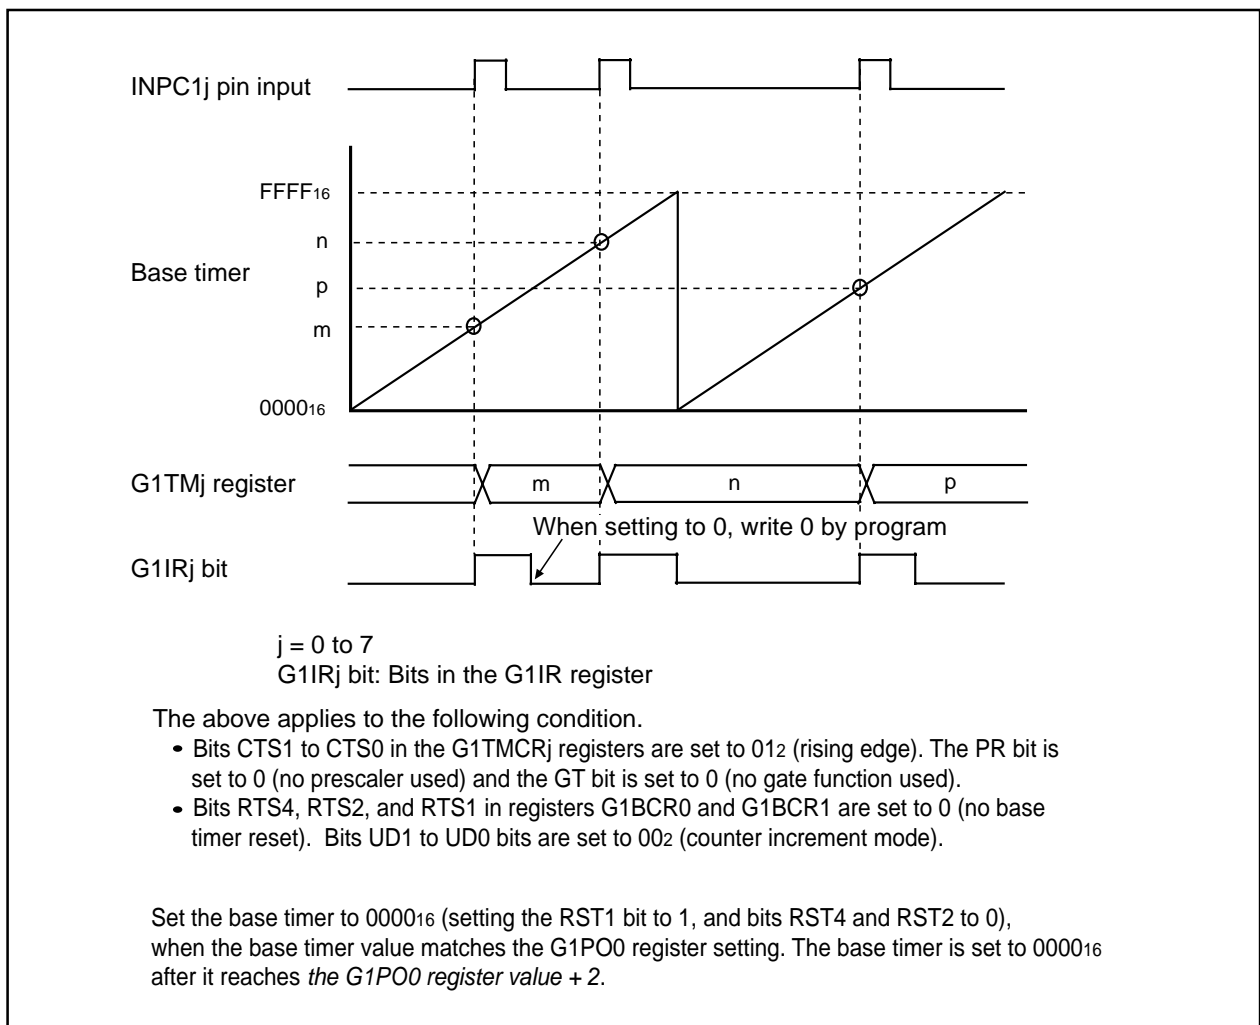 INPC1j pin input
FFFF16
n
Base timer
p
m
000016
G1TMj register
m
n
p
When setting to 0, write 0 by program
G1IRj bit
j = 0 to 7
G1IRj bit: Bits in the G1IR register
The above applies to the following condition.
• Bits CTS1 to CTS0 in the G1TMCRj registers are set to 012 (rising edge). The PR bit is
set to 0 (no prescaler used) and the GT bit is set to 0 (no gate function used).
• Bits RTS4, RTS2, and RTS1 in registers G1BCR0 and G1BCR1 are set to 0 (no base
timer reset). Bits UD1 to UD0 bits are set to 002 (counter increment mode).
Set the base timer to 000016 (setting the RST1 bit to 1, and bits RST4 and RST2 to 0),
when the base timer value matches the G1PO0 register setting. The base timer is set to 000016
after it reaches the G1PO0 register value + 2.